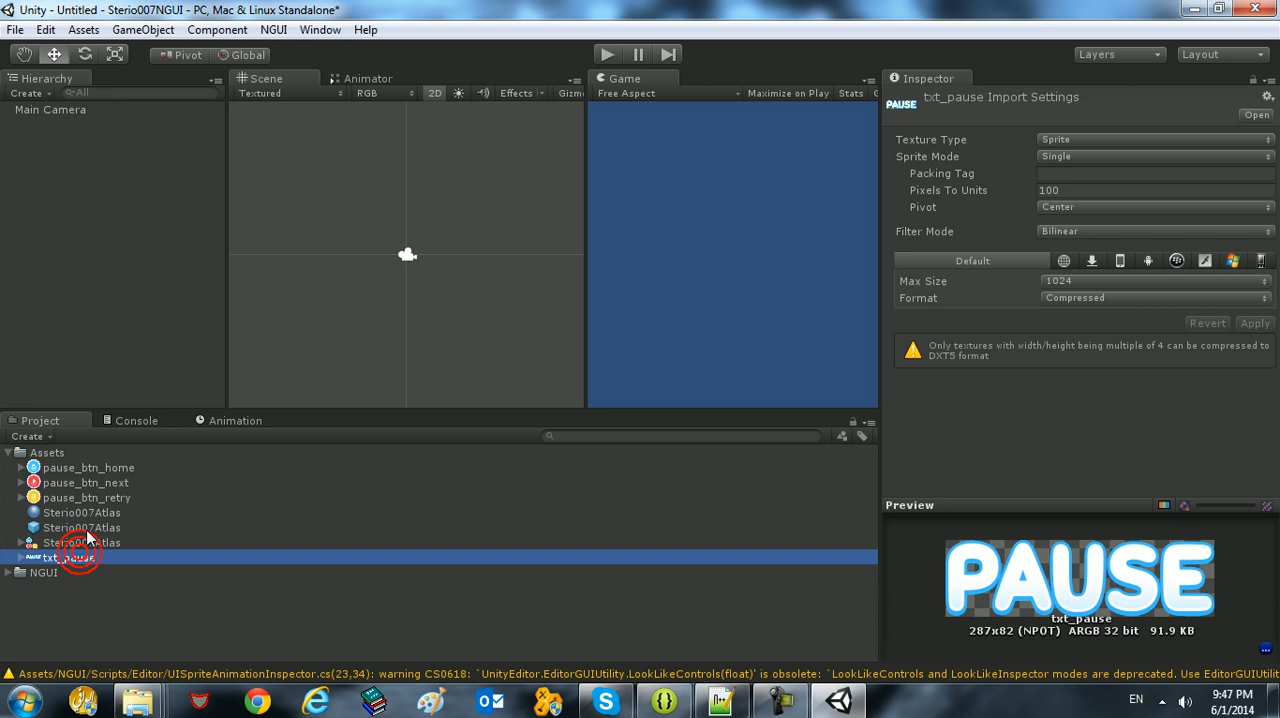 Unity - Untitled - Sterio007NGUI - PC, Mac & Linux Standalone*
File Edit Assets GameObject Component NGUI Window Help
Pivot Global Layers Layout
Hierarchy
Create All
Main Camera
Scene Animator
Textured RGB 2D Effects Gizm
Game
Free Aspect Maximize on Play Stats G
Inspector
PAUSE txt_pause Import Settings
Open
Texture Type Sprite
Sprite Mode Single
Packing Tag
Pixels To Units 100
Pivot Center
Filter Mode Bilinear
Default
Max Size 1024
Format Compressed
Revert Apply
Only textures with width/height being multiple of 4 can be compressed to
DXT5 format
Project Console Animation
Create
Assets
pause_btn_home
pause_btn_next
pause_btn_retry
Sterio007Atlas
Sterio007Atlas
txt_pause
NGUI
Preview
PAUSE
txt_pause
287x82 (NPOT) ARGB 32 bit 91.9 KB
Assets/NGUI/Scripts/Editor/UISpriteAnimationInspector.cs(23,34): warning CS0618: `UnityEditor.EditorGUIUtility.LookLikeControls(float)' is obsolete: `LookLikeControls and LookLikeInspector modes are deprecated. Use EditorGUIUtil
EN 9:47 PM
6/1/2014